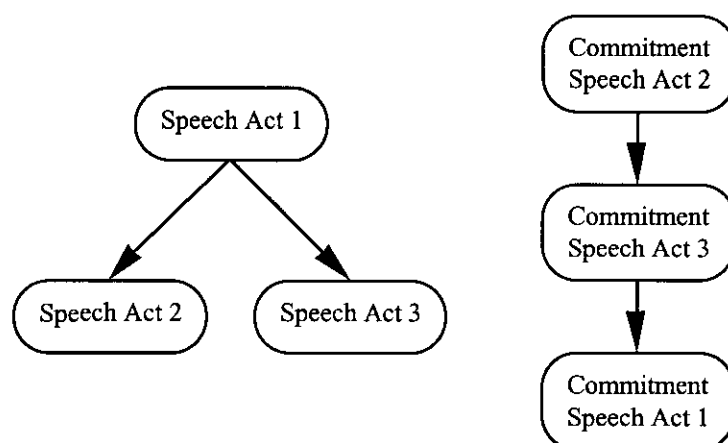 Speech Act 1
Speech Act 2
Speech Act 3
Commitment
Speech Act 2
Commitment
Speech Act 3
Commitment
Speech Act 1